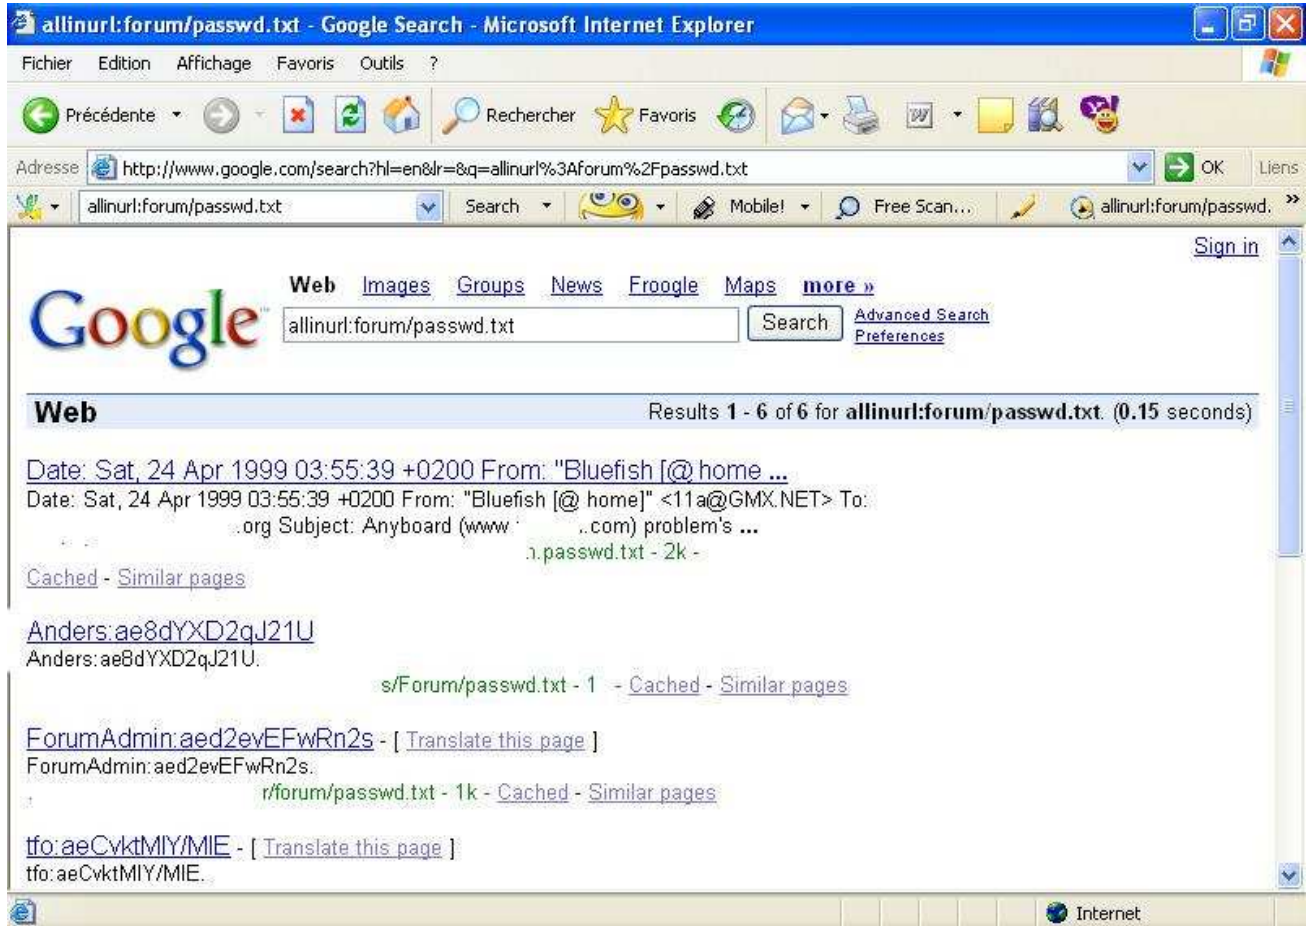 allinurl:forum/passwd.txt - Google Search - Microsoft Internet Explorer
Fichier Edition Affichage Favoris Outils ?
Précédente Rechercher Favoris
Adresse http://www.google.com/search?hl=en&lr=&q=allinurl%3Aforum%2Fpasswd.txt OK Liens
allinurl:forum/passwd.txt Search Mobile! Free Scan... allinurl:forum/passwd. »
Sign in
Web Images Groups News Froogle Maps more »
Google™ allinurl:forum/passwd.txt Search Advanced Search
Preferences
Web Results 1 - 6 of 6 for allinurl:forum/passwd.txt. (0.15 seconds)
Date: Sat, 24 Apr 1999 03:55:39 +0200 From: "Bluefish [@ home ...
Date: Sat, 24 Apr 1999 03:55:39 +0200 From: "Bluefish [@ home]" <11a@GMX.NET> To:
.org Subject: Anyboard (www ..com) problem's ...
.passwd.txt - 2k -
Cached - Similar pages
Anders:ae8dYXD2qJ21U
Anders:ae8dYXD2qJ21U.
s/Forum/passwd.txt - 1 - Cached - Similar pages
ForumAdmin:aed2evEFwRn2s - [ Translate this page ]
ForumAdmin:aed2evEFwRn2s.
r/forum/passwd.txt - 1k - Cached - Similar pages
tfo:aeCvktMIY/MIE - [ Translate this page ]
tfo:aeCvktMIY/MIE.
Internet